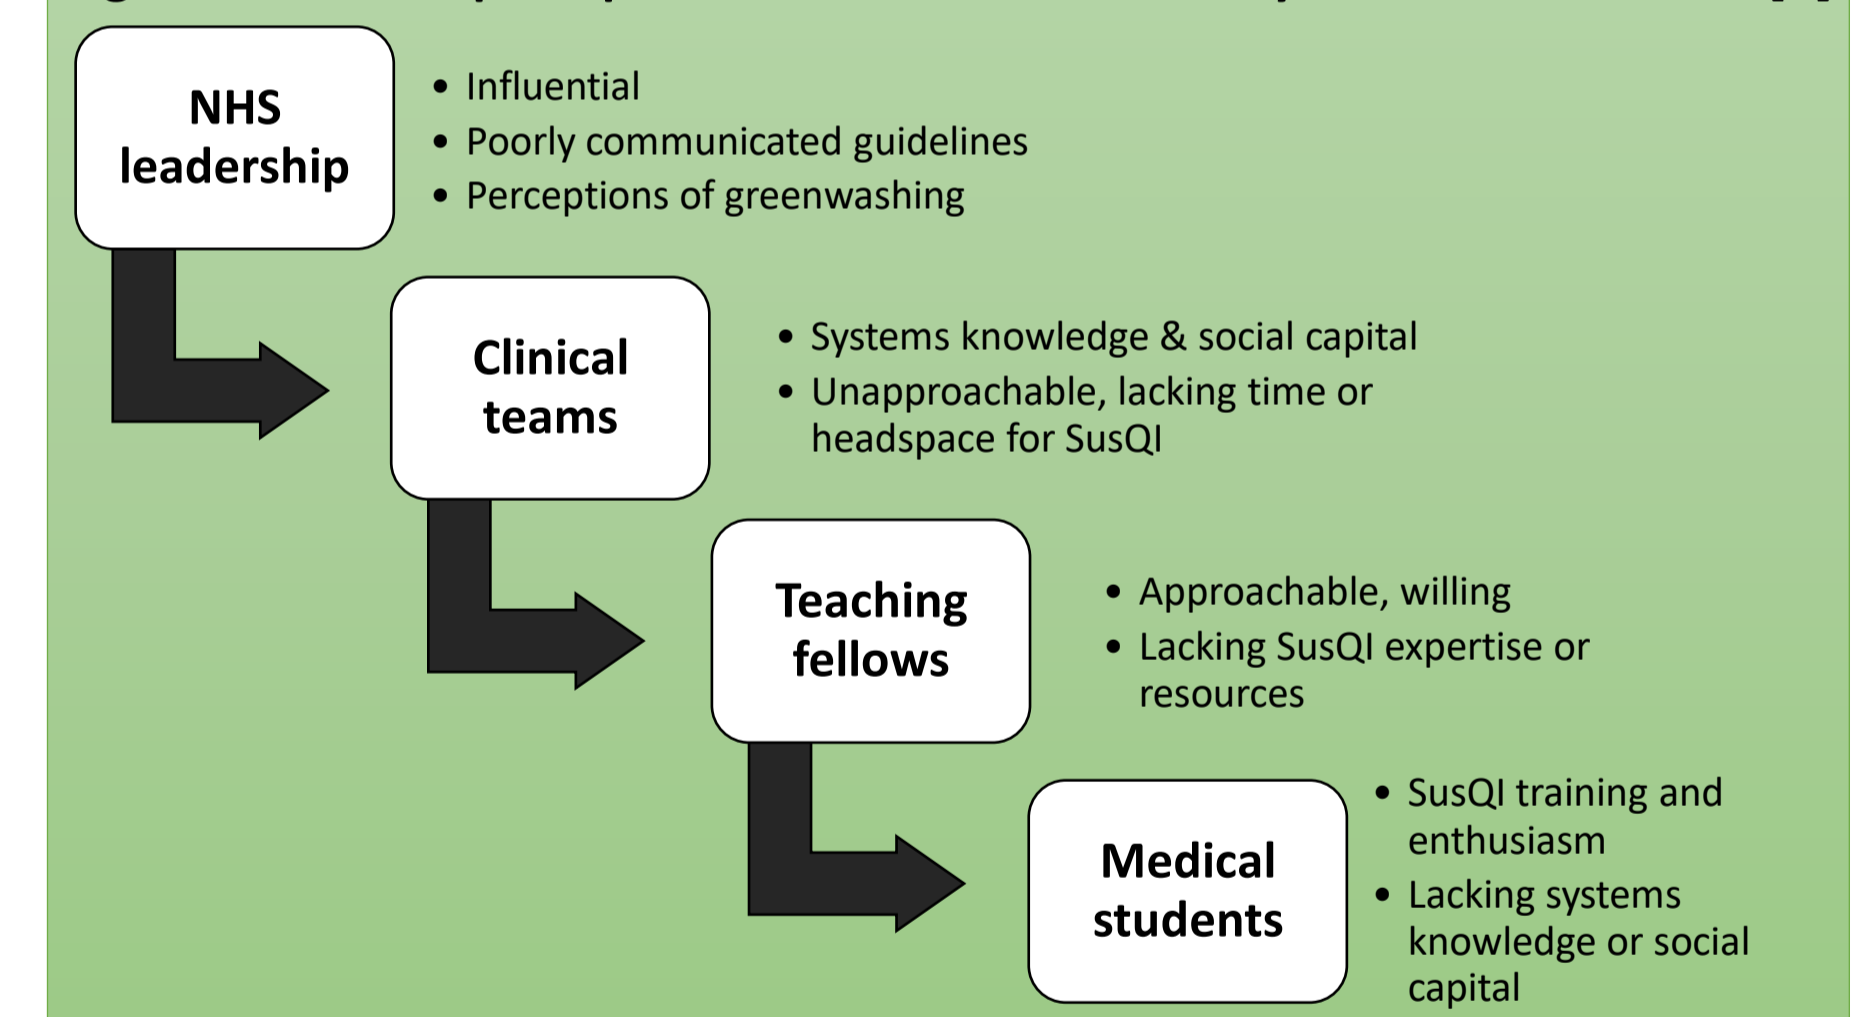 NHS
leadership
• Influential
• Poorly communicated guidelines
• Perceptions of greenwashing
Clinical
teams
• Systems knowledge & social capital
• Unapproachable, lacking time or
headspace for SusQI
Teaching
fellows
• Approachable, willing
• Lacking SusQI expertise or
resources
Medical
students
• SusQI training and
enthusiasm
• Lacking systems
knowledge or social
capital